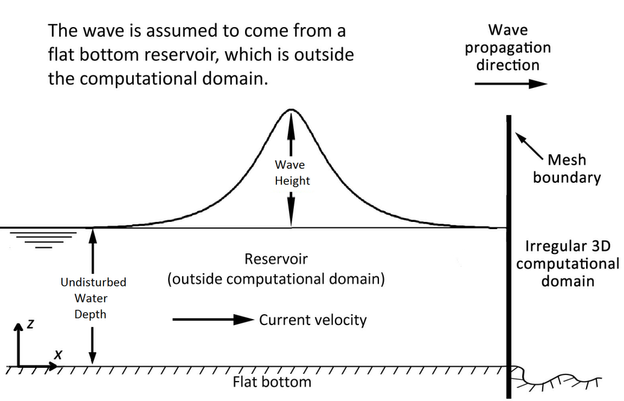 The wave is assumed to come from a
flat bottom reservoir, which is outside
the computational domain.
Wave
propagation
direction
Wave
Height
Mesh
boundary
Reservoir
(outside computational domain)
Irregular 3D
computational
domain
Undisturbed
Water
Depth
Current velocity
z
x
Flat bottom